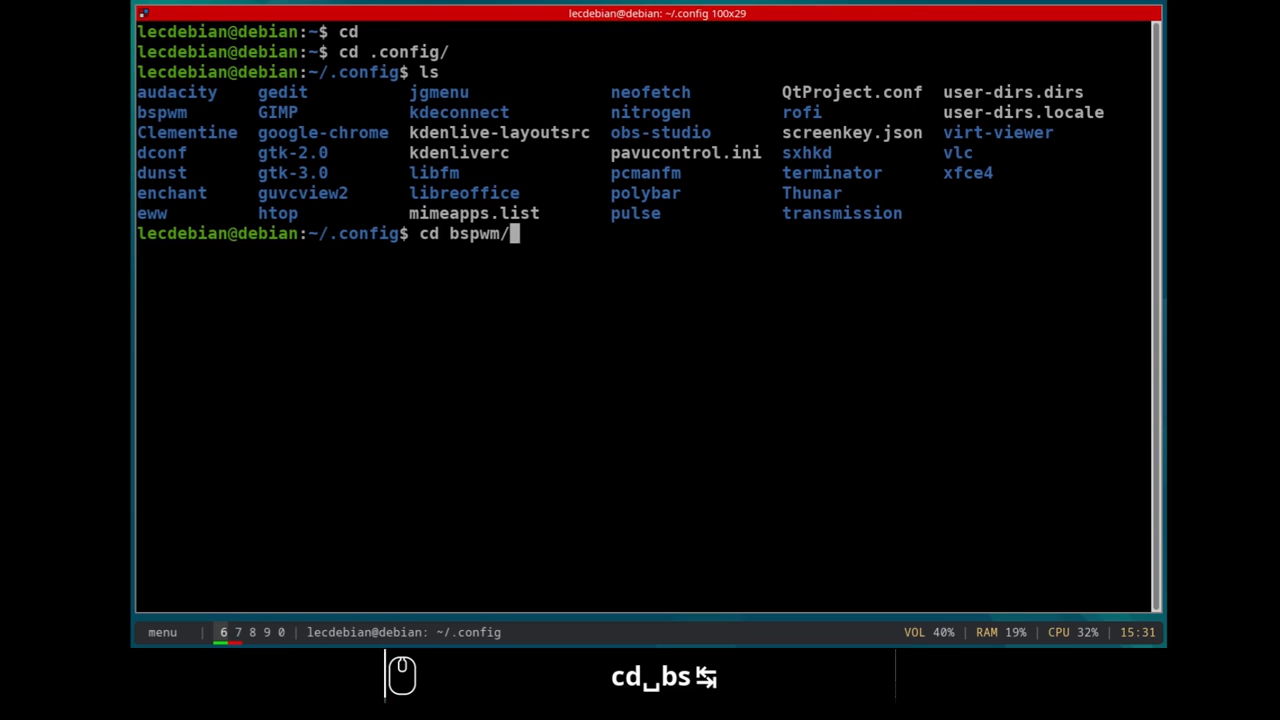 lecdebian@debian: ~/.config 100x29
lecdebian@debian:~$ cd
lecdebian@debian:~$ cd .config/
lecdebian@debian:~/.config$ ls
audacity gedit jgmenu neofetch QtProject.conf user-dirs.dirs
bspwm GIMP kdeconnect nitrogen rofi user-dirs.locale
Clementine google-chrome kdenlive-layoutsrc obs-studio screenkey.json virt-viewer
dconf gtk-2.0 kdenliverc pavucontrol.ini sxhkd vlc
dunst gtk-3.0 libfm pcmanfm terminator xfce4
enchant guvcview2 libreoffice polybar Thunar
eww htop mimeapps.list pulse transmission
lecdebian@debian:~/.config$ cd bspwm/
menu | 6 7 8 9 0 | lecdebian@debian: ~/.config VOL 40% | RAM 19% | CPU 32% | 15:31
cd␣bs↹